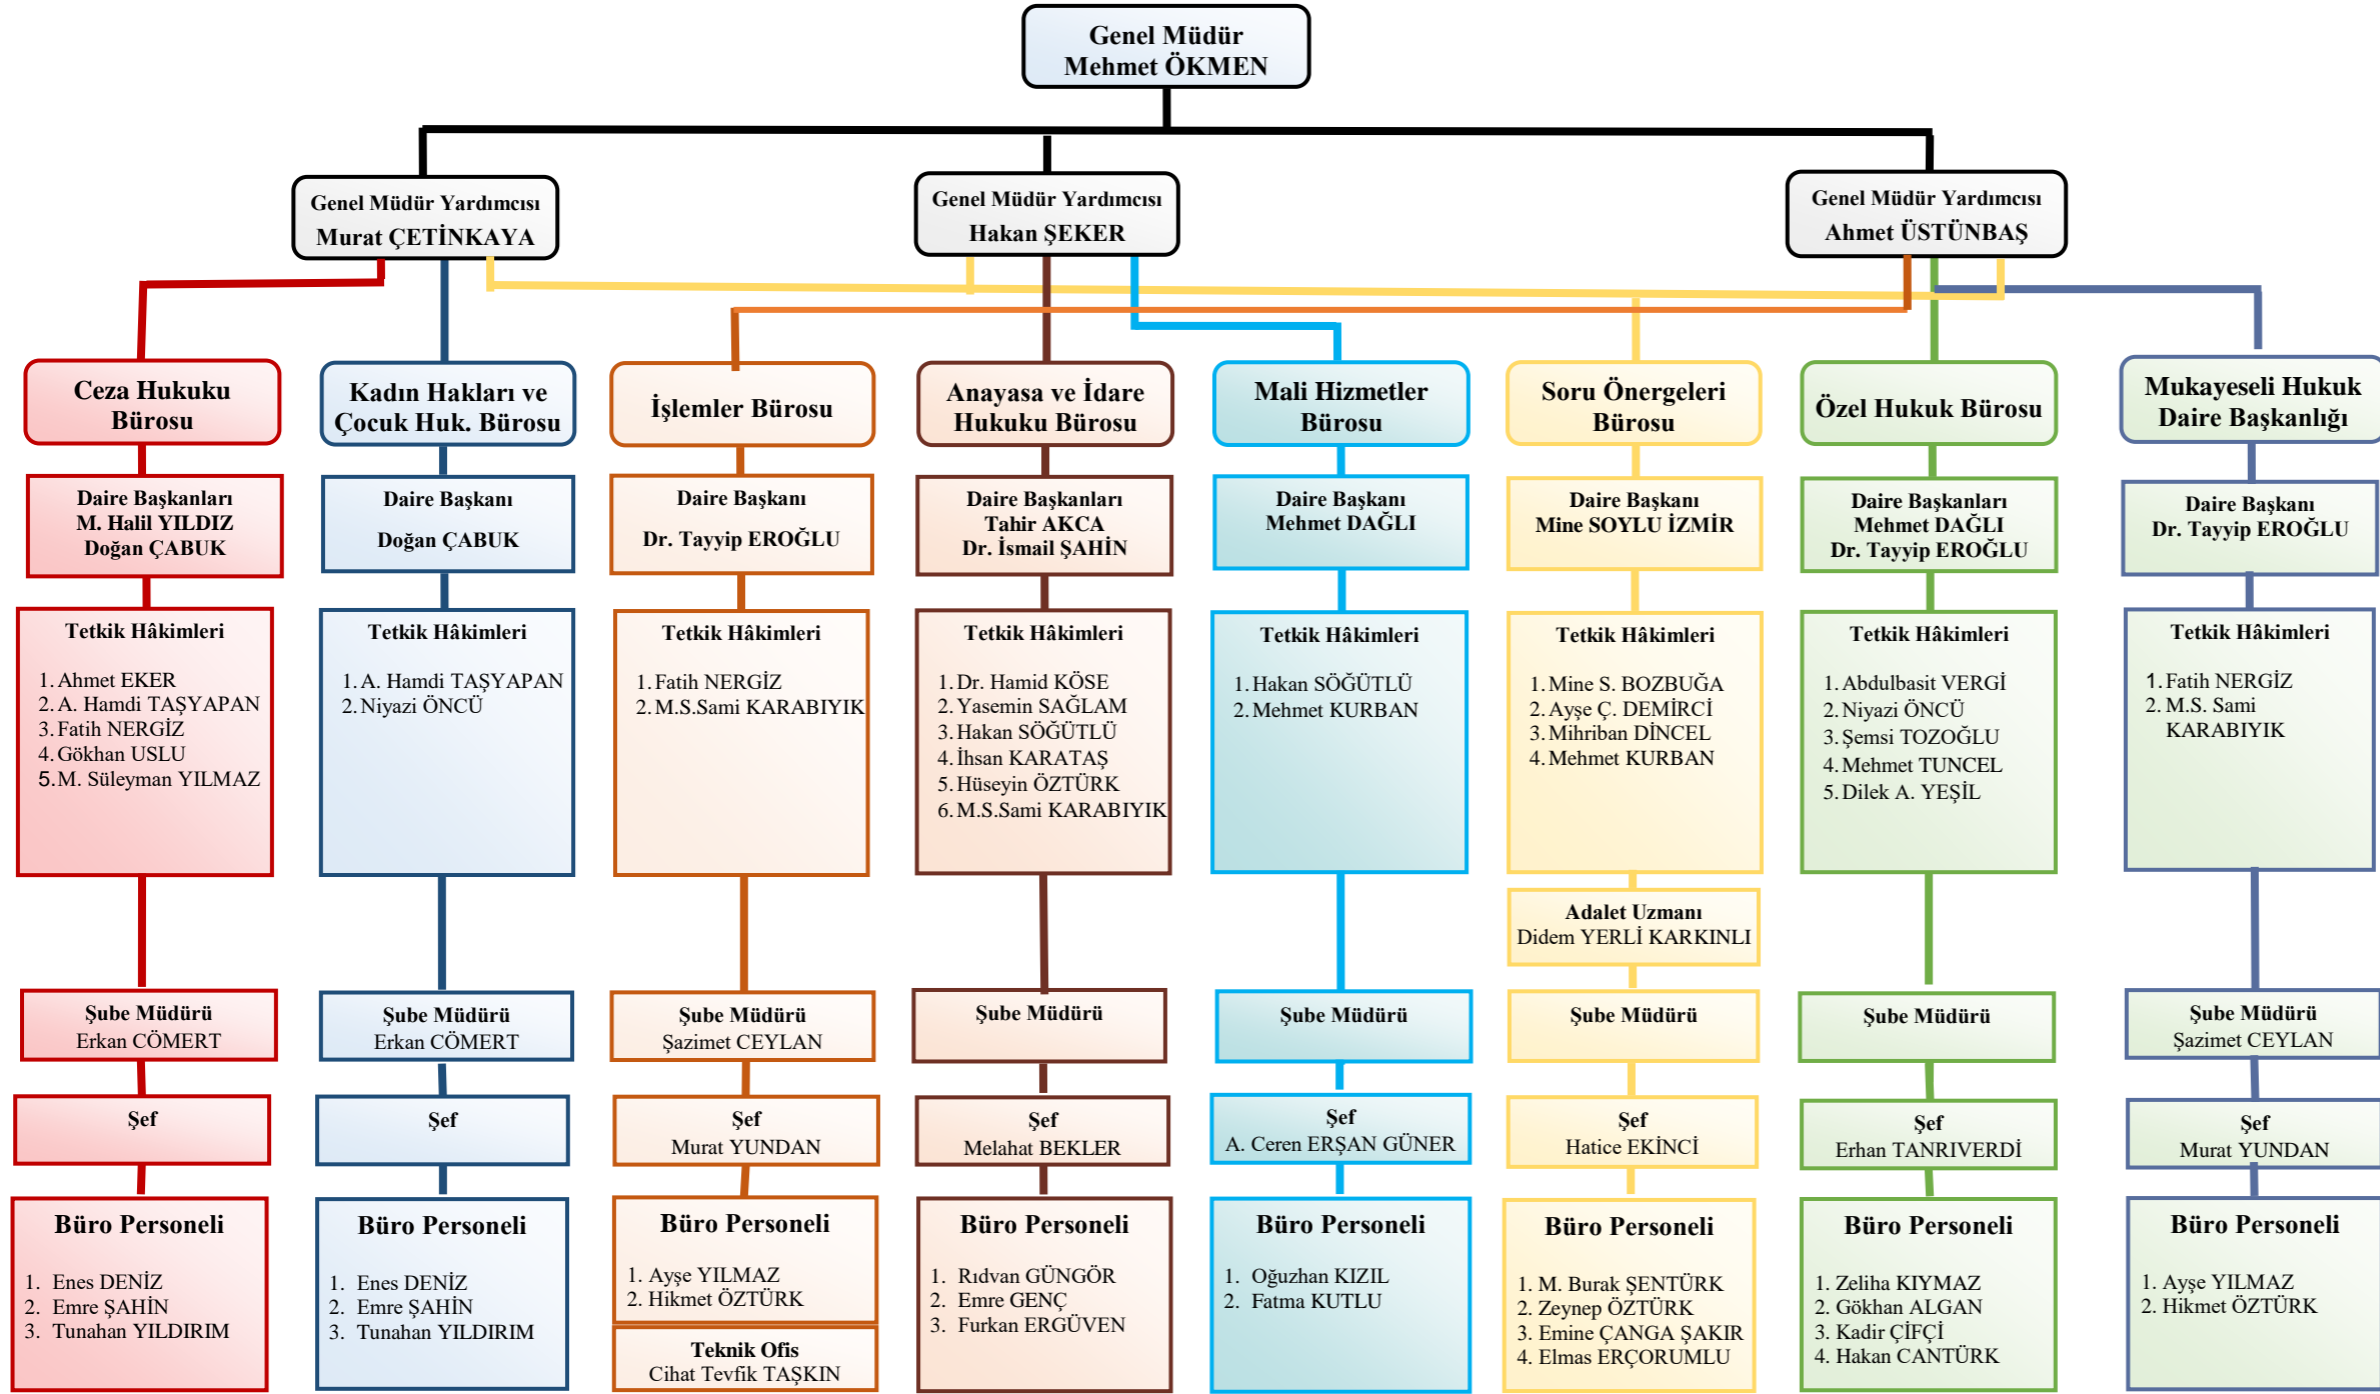 Genel Müdür
Mehmet ÖKMEN
Genel Müdür Yardımcısı
Murat ÇETİNKAYA
Genel Müdür Yardımcısı
Hakan ŞEKER
Genel Müdür Yardımcısı
Ahmet ÜSTÜNBAŞ
Ceza Hukuku
Bürosu
Daire Başkanları
M. Halil YILDIZ
Doğan ÇABUK
Tetkik Hâkimleri
1. Ahmet EKER
2. A. Hamdi TAŞYAPAN
3. Fatih NERGİZ
4. Gökhan USLU
5. M. Süleyman YILMAZ
Şube Müdürü
Erkan CÖMERT
Şef
Büro Personeli
1. Enes DENİZ
2. Emre ŞAHİN
3. Tunahan YILDIRIM
Kadın Hakları ve
Çocuk Huk. Bürosu
Daire Başkanı
Doğan ÇABUK
Tetkik Hâkimleri
1. A. Hamdi TAŞYAPAN
2. Niyazi ÖNCÜ
Şube Müdürü
Erkan CÖMERT
Şef
Büro Personeli
1. Enes DENİZ
2. Emre ŞAHİN
3. Tunahan YILDIRIM
İşlemler Bürosu
Daire Başkanı
Dr. Tayyip EROĞLU
Tetkik Hâkimleri
1. Fatih NERGİZ
2. M.S.Sami KARABIYIK
Şube Müdürü
Şazimet CEYLAN
Şef
Murat YUNDAN
Büro Personeli
1. Ayşe YILMAZ
2. Hikmet ÖZTÜRK
Teknik Ofis
Cihat Tevfik TAŞKIN
Anayasa ve İdare
Hukuku Bürosu
Daire Başkanları
Tahir AKCA
Dr. İsmail ŞAHİN
Tetkik Hâkimleri
1. Dr. Hamid KÖSE
2. Yasemin SAĞLAM
3. Hakan SÖĞÜTLÜ
4. İhsan KARATAŞ
5. Hüseyin ÖZTÜRK
6. M.S.Sami KARABIYIK
Şube Müdürü
Şef
Melahat BEKLER
Büro Personeli
1. Rıdvan GÜNGÖR
2. Emre GENÇ
3. Furkan ERGÜVEN
Mali Hizmetler
Bürosu
Daire Başkanı
Mehmet DAĞLI
Tetkik Hâkimleri
1. Hakan SÖĞÜTLÜ
2. Mehmet KURBAN
Şube Müdürü
Şef
A. Ceren ERŞAN GÜNER
Büro Personeli
1. Oğuzhan KIZIL
2. Fatma KUTLU
Soru Önergeleri
Bürosu
Daire Başkanı
Mine SOYLU İZMİR
Tetkik Hâkimleri
1. Mine S. BOZBUĞA
2. Ayşe Ç. DEMİRCİ
3. Mihriban DİNCEL
4. Mehmet KURBAN
Adalet Uzmanı
Didem YERLİ KARKINLI
Şube Müdürü
Şef
Hatice EKİNCİ
Büro Personeli
1. M. Burak ŞENTÜRK
2. Zeynep ÖZTÜRK
3. Emine ÇANGA ŞAKIR
4. Elmas ERÇORUMLU
Özel Hukuk Bürosu
Daire Başkanları
Mehmet DAĞLI
Dr. Tayyip EROĞLU
Tetkik Hâkimleri
1. Abdulbasit VERGİ
2. Niyazi ÖNCÜ
3. Şemsi TOZOĞLU
4. Mehmet TUNCEL
5. Dilek A. YEŞİL
Şube Müdürü
Şef
Erhan TANRIVERDİ
Büro Personeli
1. Zeliha KIYMAZ
2. Gökhan ALGAN
3. Kadir ÇİFÇİ
4. Hakan CANTÜRK
Mukayeseli Hukuk
Daire Başkanlığı
Daire Başkanı
Dr. Tayyip EROĞLU
Tetkik Hâkimleri
1. Fatih NERGİZ
2. M.S. Sami
KARABIYIK
Şube Müdürü
Şazimet CEYLAN
Şef
Murat YUNDAN
Büro Personeli
1. Ayşe YILMAZ
2. Hikmet ÖZTÜRK